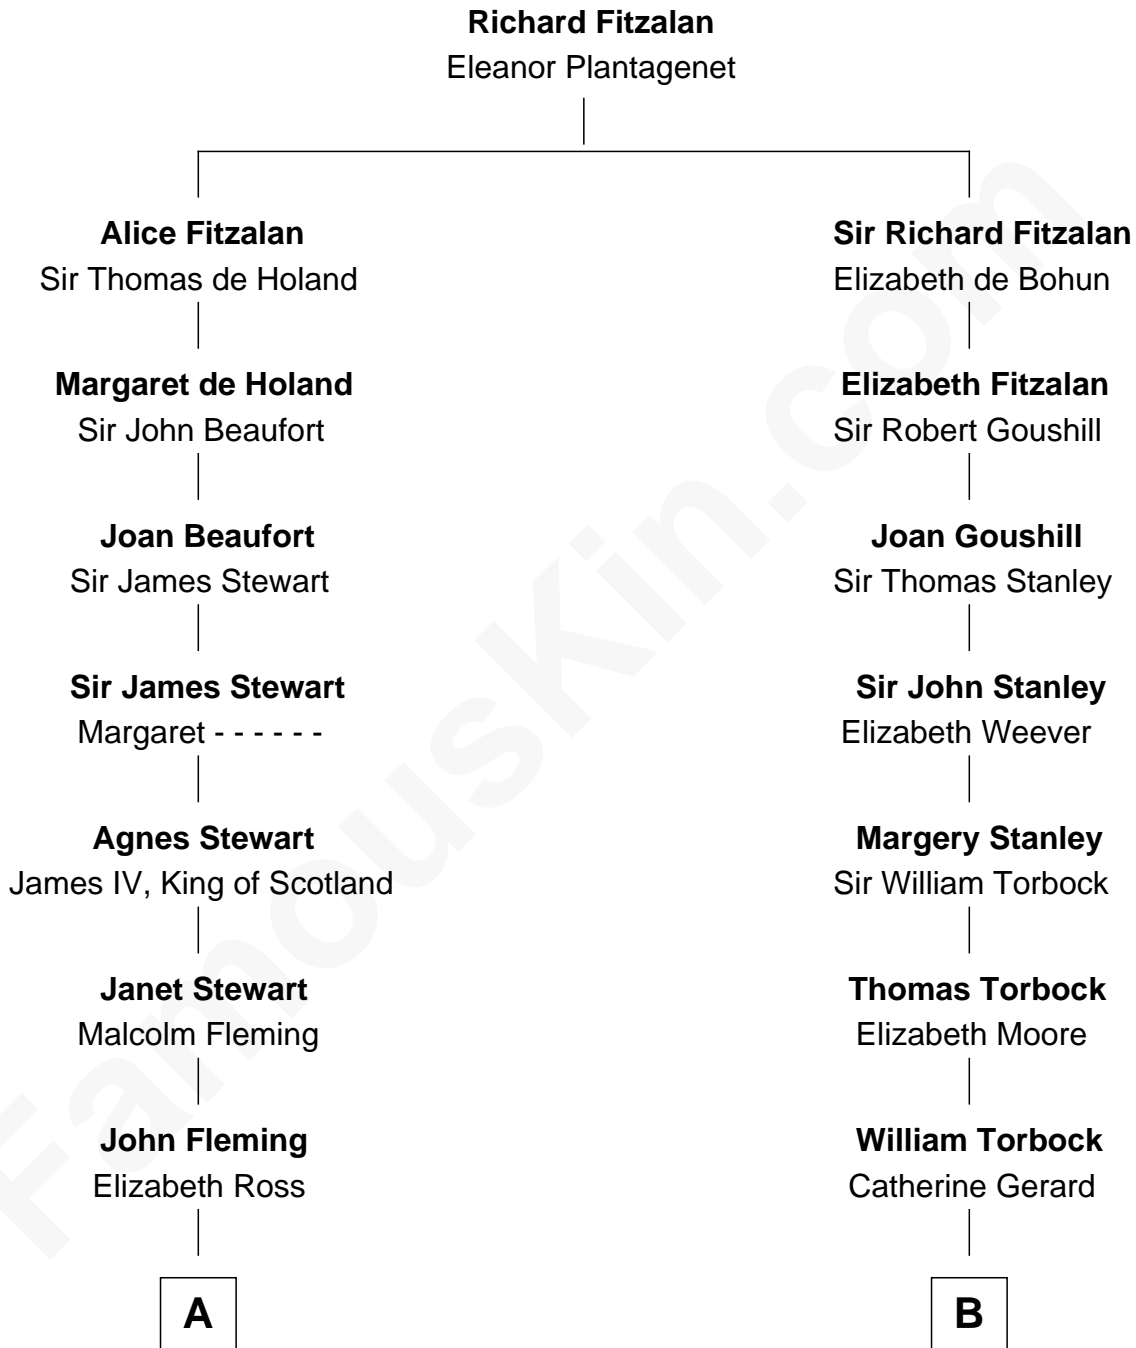 Richard Fitzalan
Eleanor Plantagenet
Alice Fitzalan
Sir Thomas de Holand
Margaret de Holand
Sir John Beaufort
Joan Beaufort
Sir James Stewart
Sir James Stewart
Margaret - - - - - -
Agnes Stewart
James IV, King of Scotland
Janet Stewart
Malcolm Fleming
John Fleming
Elizabeth Ross
A
Sir Richard Fitzalan
Elizabeth de Bohun
Elizabeth Fitzalan
Sir Robert Goushill
Joan Goushill
Sir Thomas Stanley
Sir John Stanley
Elizabeth Weever
Margery Stanley
Sir William Torbock
Thomas Torbock
Elizabeth Moore
William Torbock
Catherine Gerard
B
FamousKin.com